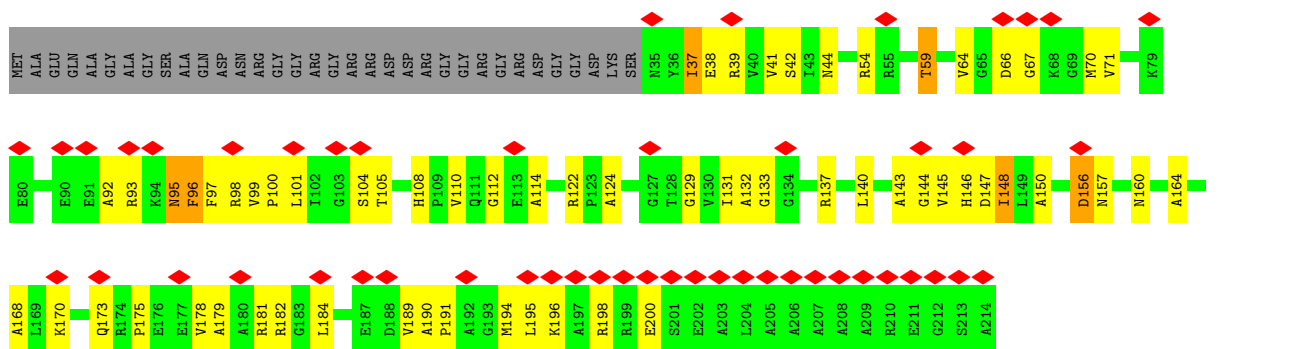 MET ALA GLU GLN ALA GLY ALA GLY SER ALA GLN ASP ASN ARG GLY GLY ARG GLY ARG ARG ASP ASP ARG GLY GLY ARG GLY ARG ASP GLY GLY ASP LYS SER N35 Y36 I37 E38 R39 V40 V41 S42 I43 N44 R54 R55 T59 V64 G65 D66 G67 K68 G69 M70 V71 K79
E80 E90 E91 A92 R93 K94 N95 F96 F97 R98 V99 P100 L101 I102 G103 S104 T105 H108 P109 V110 Q111 G112 E113 A114 R122 P123 A124 G127 T128 G129 V130 I131 A132 G133 G134 R137 L140 A143 G144 V145 H146 D147 I148 L149 A150 D156 N157 N160 A164
A168 L169 K170 Q173 R174 P175 E176 E177 V178 A179 A180 R181 R182 G183 L184 E187 D188 V189 A190 P191 A192 G193 M194 L195 K196 A197 R198 R199 E200 S201 E202 A203 L204 A205 A206 A207 A208 A209 R210 E211 G212 S213 A214